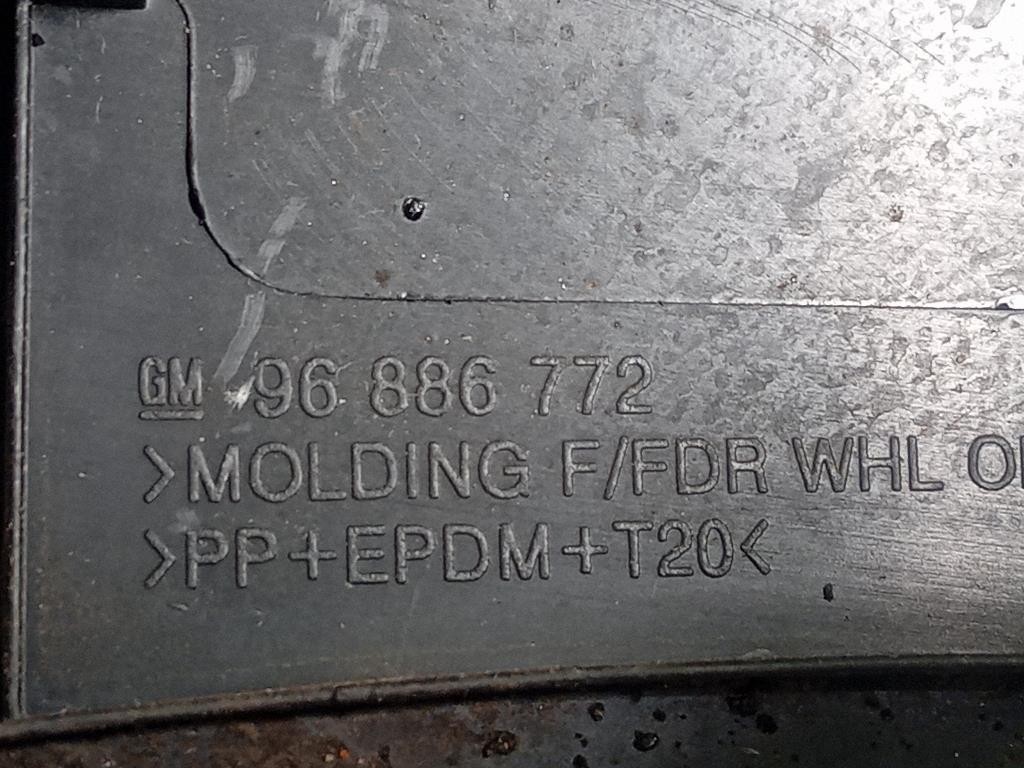 GM 96 886 772
>MOLDING F/FDR WHL
>PP+EPDM+T20<